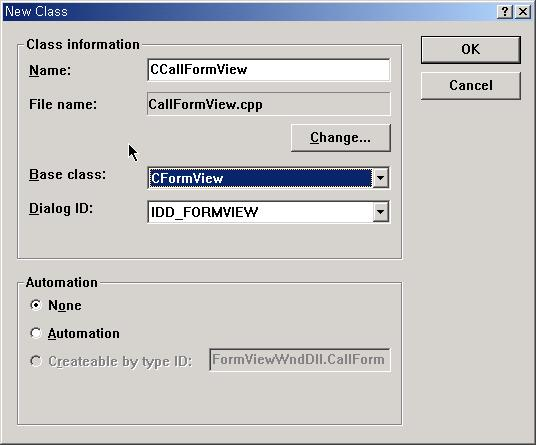 New Class
Class information
Name:
CCallFormView
OK
File name:
CallFormView.cpp
Cancel
Change...
Base class:
CFormView
Dialog ID:
IDD_FORMVIEW
Automation
None
Automation
Createable by type ID:
FormViewWndDll.CallForm